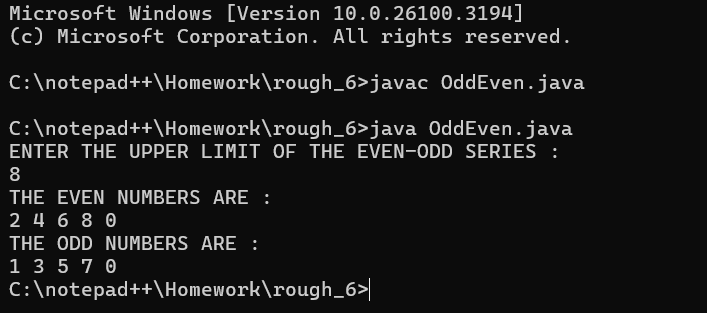 Microsoft Windows [Version 10.0.26100.3194]
(c) Microsoft Corporation. All rights reserved.
C:\notepad++\Homework\rough_6>javac OddEven.java
C:\notepad++\Homework\rough_6>java OddEven.java
ENTER THE UPPER LIMIT OF THE EVEN-ODD SERIES :
8
THE EVEN NUMBERS ARE :
2 4 6 8 0
THE ODD NUMBERS ARE :
1 3 5 7 0
C:\notepad++\Homework\rough_6>